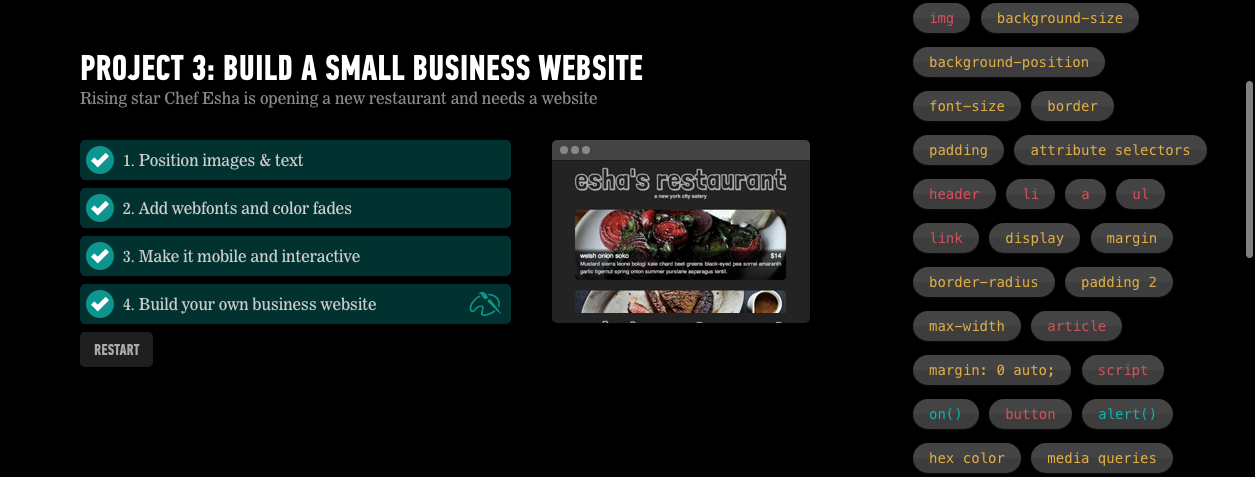 PROJECT 3: BUILD A SMALL BUSINESS WEBSITE
Rising star Chef Esha is opening a new restaurant and needs a website
1. Position images & text
2. Add webfonts and color fades
3. Make it mobile and interactive
4. Build your own business website
RESTART
esha's restaurant
a new york city eatery
welsh onion soko $14
Mustard sierra leone bologi kale chard beet greens black-eyed pea sorrel amaranth
garlic tigernut spring onion summer purslane asparagus lentil.
img background-size
background-position
font-size border
padding attribute selectors
header li a ul
link display margin
border-radius padding 2
max-width article
margin: 0 auto; script
on() button alert()
hex color media queries